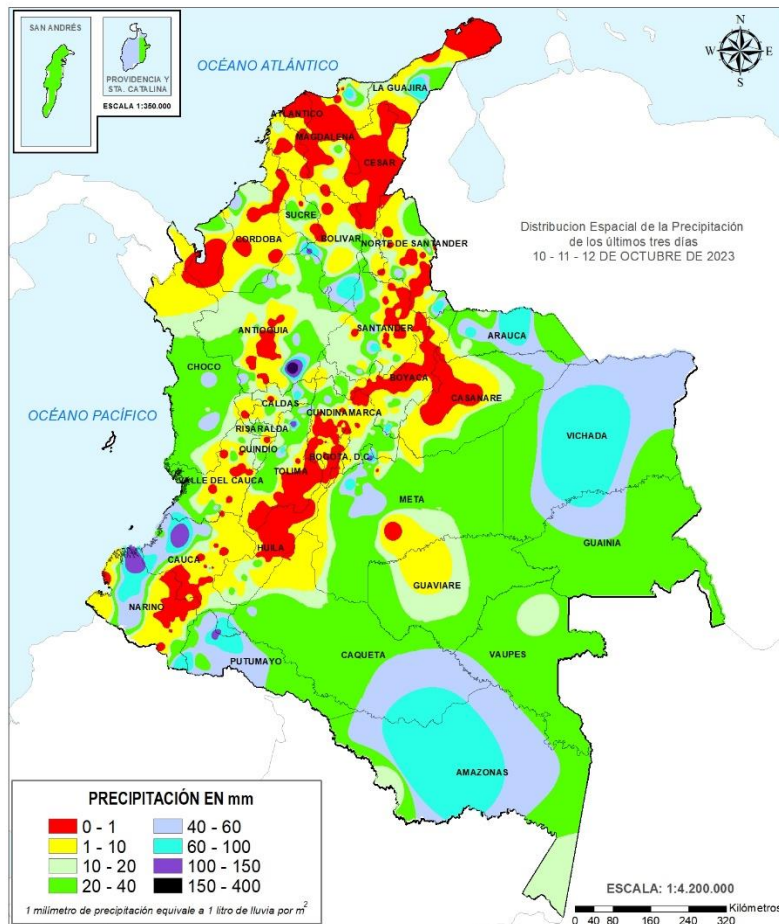 SAN ANDRÉS
PROVIDENCIA Y
STA. CATALINA
ESCALA 1:350.000
OCÉANO ATLÁNTICO
N
W
E
S
LA GUAJIRA
ATLANTICO
MAGDALENA
CESAR
SUCRE
CORDOBA
BOLIVAR
NORTE DE SANTANDER
Distribucion Espacial de la Precipitación
de los últimos tres días
10 - 11 - 12 DE OCTUBRE DE 2023
ANTIOQUIA
SANTANDER
ARAUCA
CHOCO
BOYACA
CASANARE
OCÉANO PACÍFICO
CALDAS
CUNDINAMARCA
RISARALDA
VICHADA
QUINDIO
BOGOTA, D.C.
TOLIMA
VALLE DEL CAUCA
META
GUAINIA
CAUCA
HUILA
GUAVIARE
NARINO
PUTUMAYO
CAQUETA
VAUPES
AMAZONAS
PRECIPITACIÓN EN mm
0 - 1
40 - 60
1 - 10
60 - 100
10 - 20
100 - 150
20 - 40
150 - 400
1 milímetro de precipitación equivale a 1 litro de lluvia por m²
ESCALA: 1:4.200.000
Kilómetros
0 40 80 160 240 320